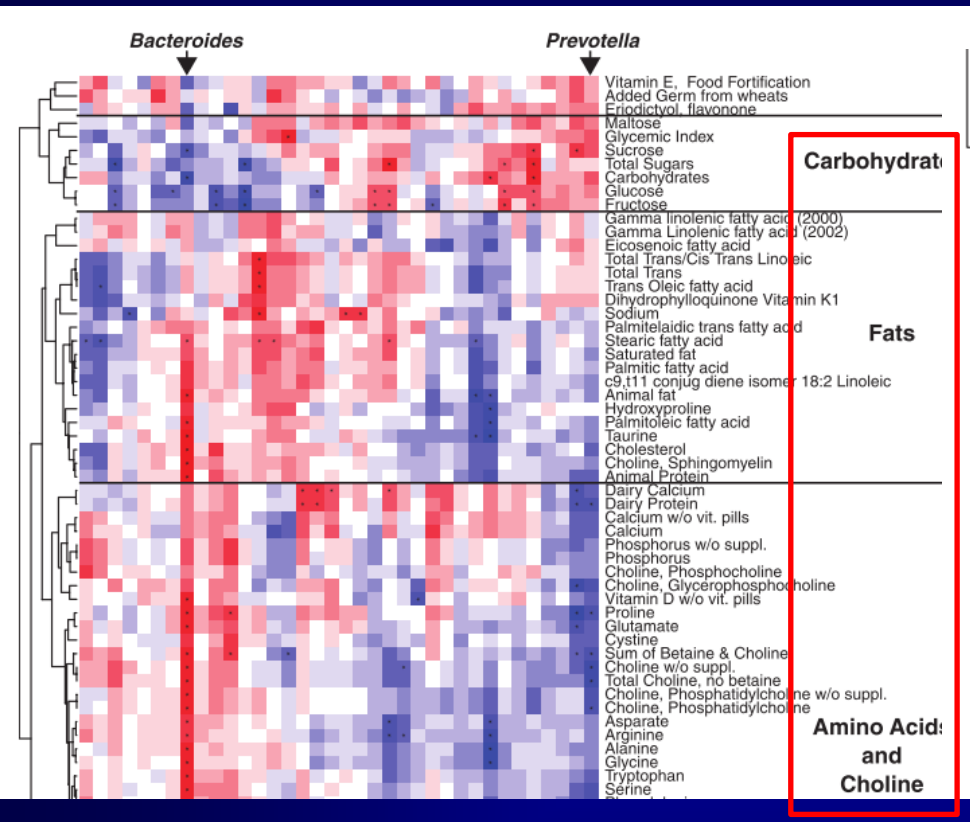 Bacteroides
Prevotella
Vitamin E, Food Fortification
Added Germ from wheats
Eriodictyol, flavonone
Maltose
Glycemic Index
Sucrose
Total Sugars
Carbohydrates
Glucose
Fructose
Carbohydrate
Gamma linolenic fatty acid (2000)
Gamma Linolenic fatty acid (2002)
Eicosenoic fatty acid
Total Trans/Cis Trans Linoleic
Total Trans
Trans Oleic fatty acid
Dihydrophylloquinone Vitamin K1
Sodium
Palmitelaidic trans fatty acid
Stearic fatty acid
Saturated fat
Palmitic fatty acid
c9,t11 conjug diene isomer 18:2 Linoleic
Animal fat
Hydroxyproline
Palmitoleic fatty acid
Taurine
Cholesterol
Choline, Sphingomyelin
Animal Protein
Fats
Dairy Calcium
Dairy Protein
Calcium w/o vit. pills
Calcium
Phosphorus w/o suppl.
Phosphorus
Choline, Phosphocholine
Choline, Glycerophosphocholine
Vitamin D w/o vit. pills
Proline
Glutamate
Cystine
Sum of Betaine & Choline
Choline w/o suppl.
Total Choline, no betaine
Choline, Phosphatidylcholine w/o suppl.
Choline, Phosphatidylcholine
Asparate
Arginine
Alanine
Glycine
Tryptophan
Serine
Amino Acids
and
Choline